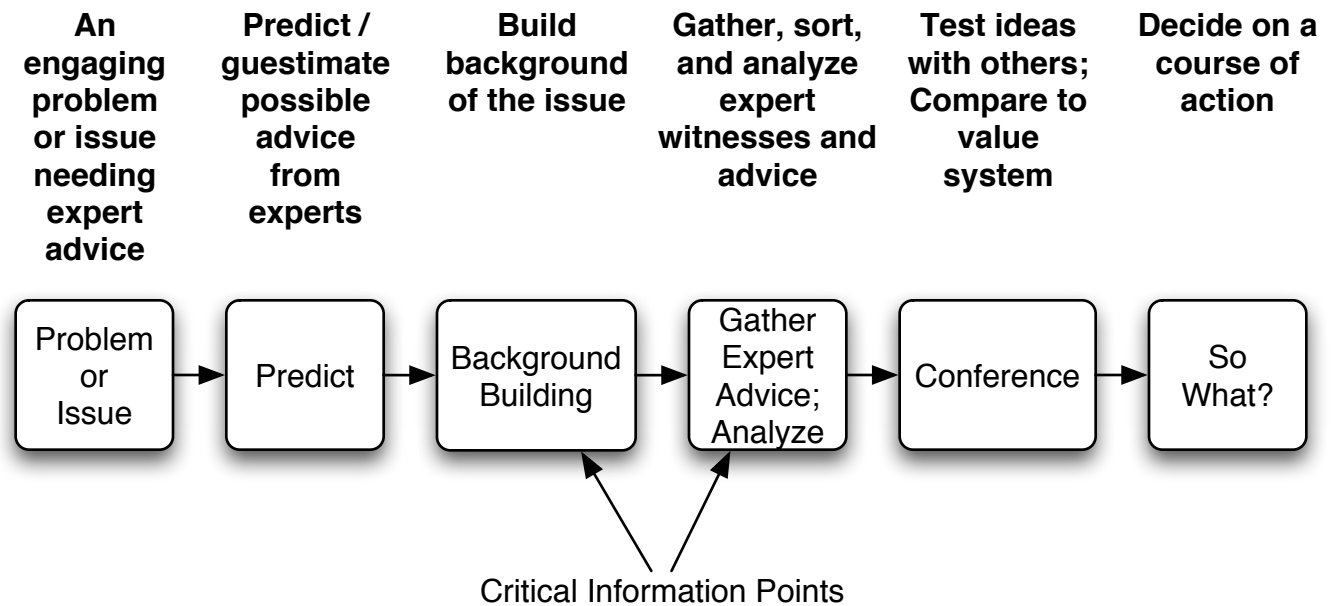 An
engaging
problem
or issue
needing
expert
advice
Predict /
guestimate
possible
advice
from
experts
Build
background
of the issue
Gather, sort,
and analyze
expert
witnesses and
advice
Test ideas
with others;
Compare to
value
system
Decide on a
course of
action
Problem
or
Issue
Predict
Background
Building
Gather
Expert
Advice;
Analyze
Conference
So
What?
Critical Information Points